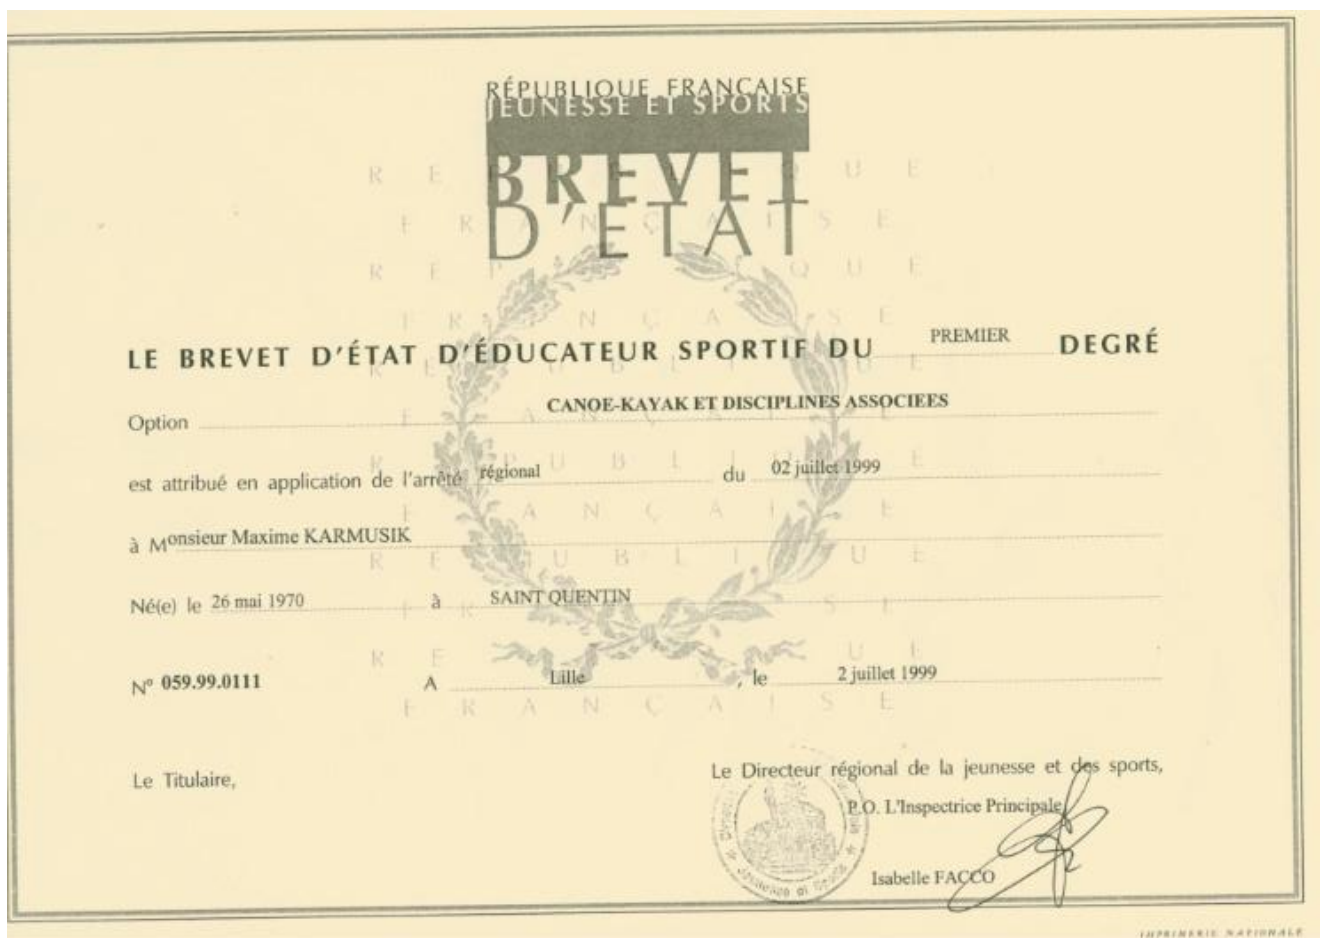 RÉPUBLIQUE FRANÇAISE
JEUNESSE ET SPORTS
BREVET
D'ÉTAT
LE BREVET D'ÉTAT D'ÉDUCATEUR SPORTIF DU PREMIER DEGRÉ
Option CANOE-KAYAK ET DISCIPLINES ASSOCIEES
est attribué en application de l'arrêté régional du 02 juillet 1999
à Monsieur Maxime KARMUSIK
Né(e) le 26 mai 1970 à SAINT QUENTIN
Nº 059.99.0111 A Lille, le 2 juillet 1999
Le Titulaire,
Le Directeur régional de la jeunesse et des sports,
P.O. L'Inspectrice Principale
Isabelle FACCO
IMPRIMERIE NATIONALE